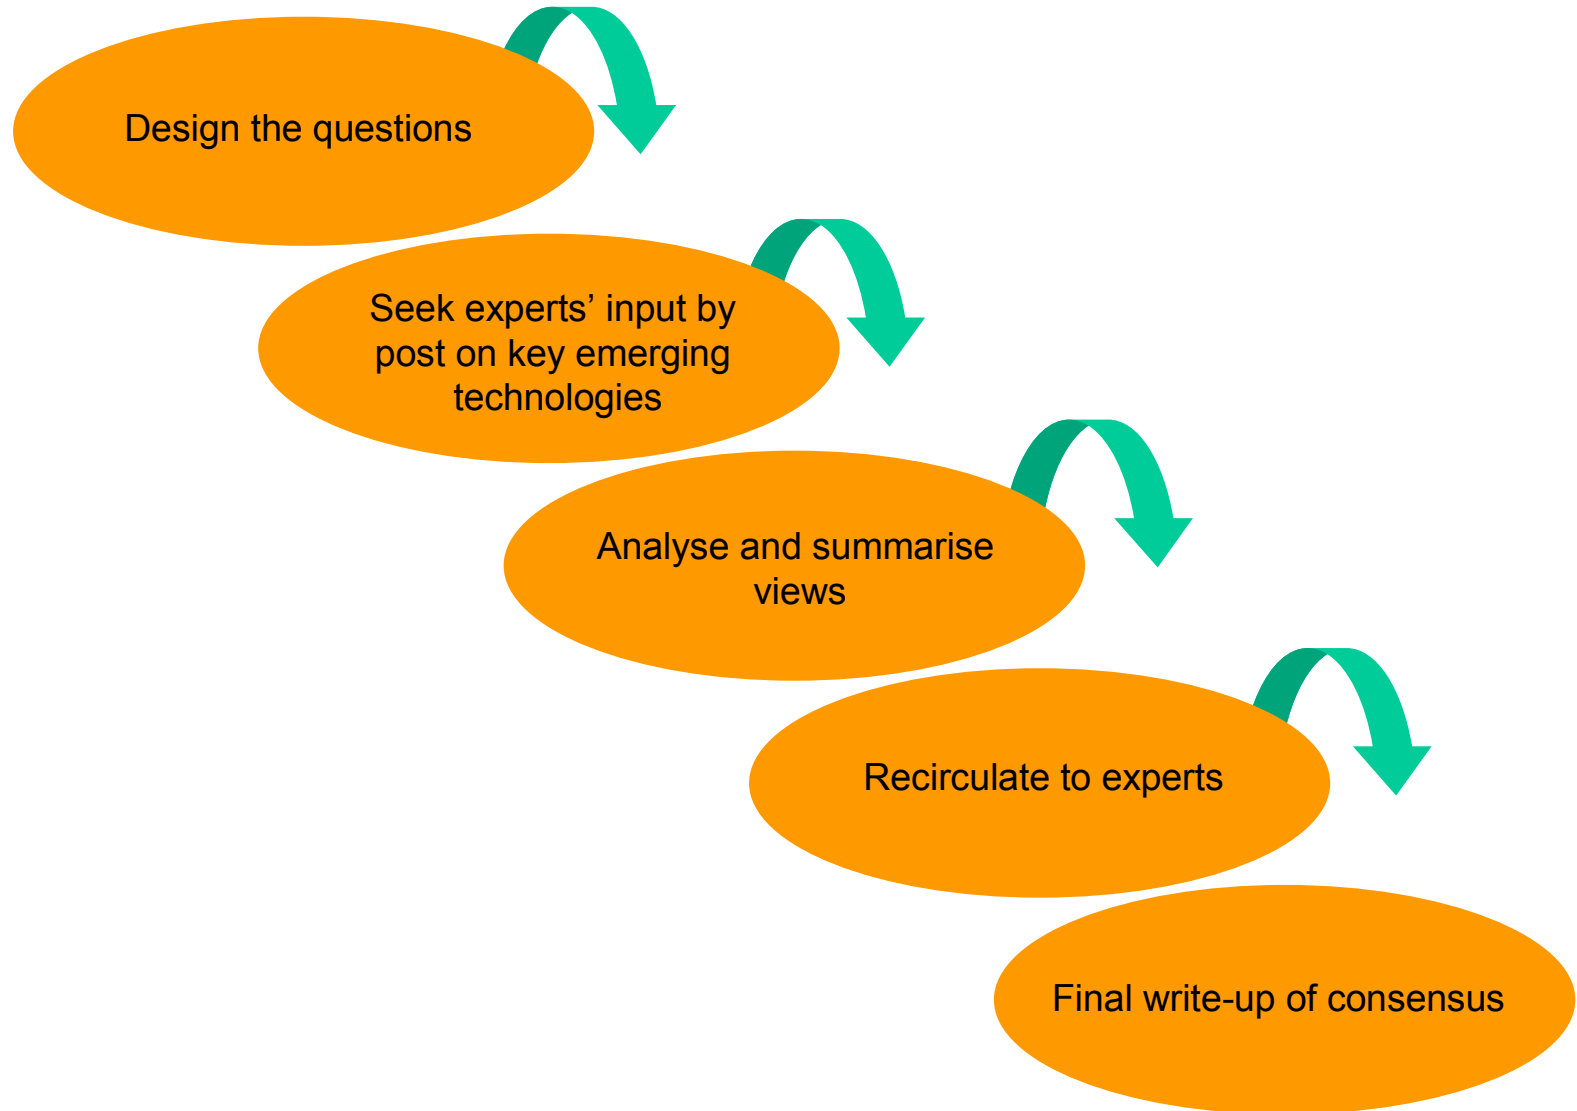 Design the questions
Seek experts’ input by
post on key emerging
technologies
Analyse and summarise
views
Recirculate to experts
Final write-up of consensus